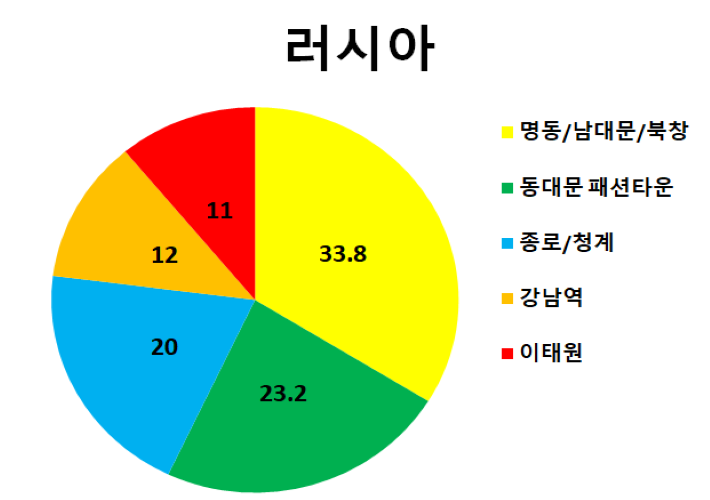 러시아
명동/남대문/북창
동대문 패션타운
종로/청계
강남역
이태원
33.8
23.2
20
12
11